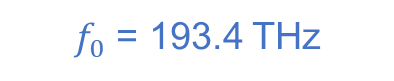 f₀ = 193.4 THz